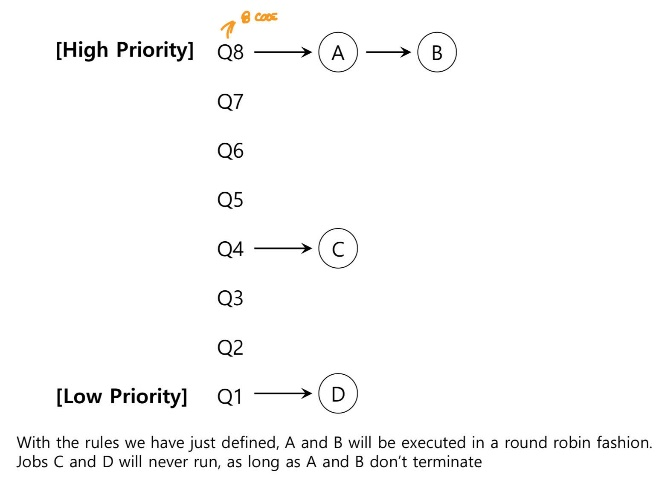 8 CODE
[High Priority] Q8 A B
Q7
Q6
Q5
Q4 C
Q3
Q2
[Low Priority] Q1 D
With the rules we have just defined, A and B will be executed in a round robin fashion.
Jobs C and D will never run, as long as A and B don't terminate